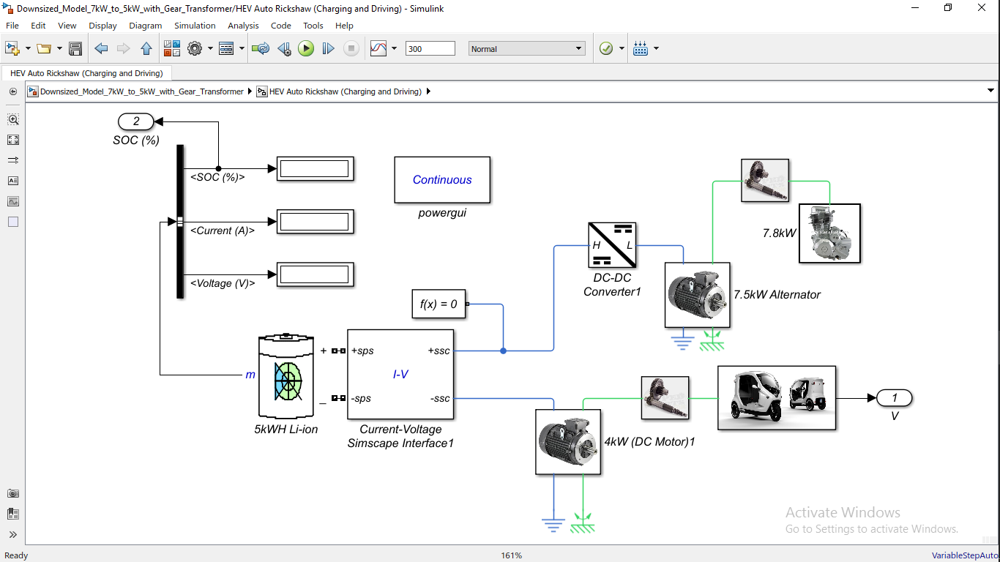 Downsized_Model_7kW_to_5kW_with_Gear_Transformer/HEV Auto Rickshaw (Charging and Driving) - Simulink
File Edit View Display Diagram Simulation Analysis Code Tools Help
300
Normal
HEV Auto Rickshaw (Charging and Driving)
Downsized_Model_7kW_to_5kW_with_Gear_Transformer HEV Auto Rickshaw (Charging and Driving)
2
SOC (%)
<SOC (%)>
<Current (A)>
<Voltage (V)>
Continuous
powergui
7.8kW
H L
DC-DC
Converter1
7.5kW Alternator
f(x) = 0
m
+
_
5kWH Li-ion
+sps
+ssc
I-V
-sps
-ssc
Current-Voltage
Simscape Interface1
4kW (DC Motor)1
1
V
Activate Windows
Go to Settings to activate Windows.
Ready
161%
VariableStepAuto